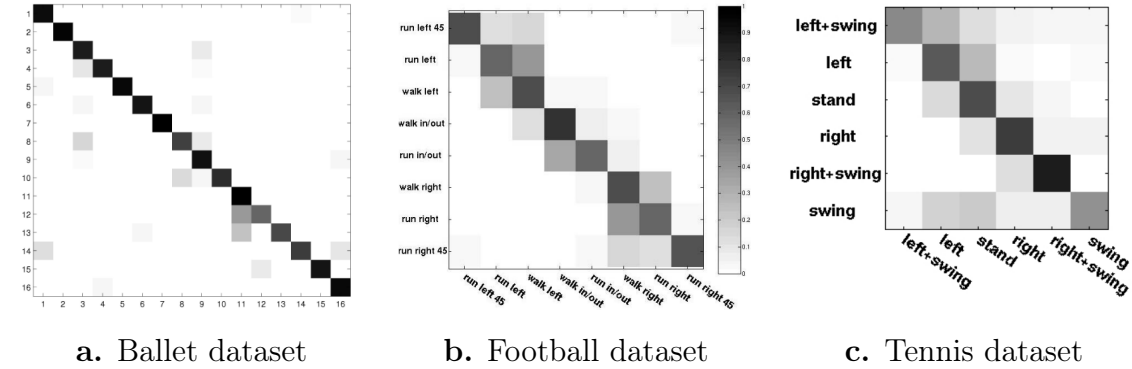 1
2
3
4
5
6
7
8
9
10
11
12
13
14
15
16
1 2 3 4 5 6 7 8 9 10 11 12 13 14 15 16
a. Ballet dataset
run left 45
run left
walk left
walk in/out
run in/out
walk right
run right
run right 45
run left 45
run left
walk left
walk in/out
run in/out
walk right
run right
run right 45
1
0.9
0.8
0.7
0.6
0.5
0.4
0.3
0.2
0.1
0
b. Football dataset
left+swing
left
stand
right
right+swing
swing
left+swing
left
stand
right
right+swing
swing
c. Tennis dataset